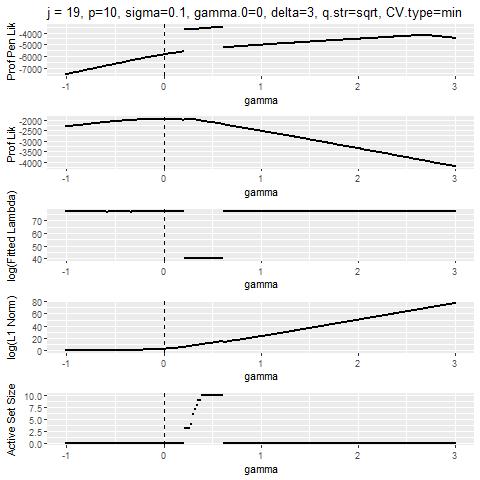 j = 19, p=10, sigma=0.1, gamma.0=0, delta=3, q.str=sqrt, CV.type=min
Prof Pen Lik
-4000
-5000
-6000
-7000
-1 0 1 2 3
gamma
Prof Lik
-2000
-2500
-3000
-3500
-4000
-1 0 1 2 3
gamma
log(Fitted Lambda)
70
60
50
40
-1 0 1 2 3
gamma
log(L1 Norm)
80
60
40
20
0
-1 0 1 2 3
gamma
Active Set Size
10.0
7.5
5.0
2.5
0.0
-1 0 1 2 3
gamma